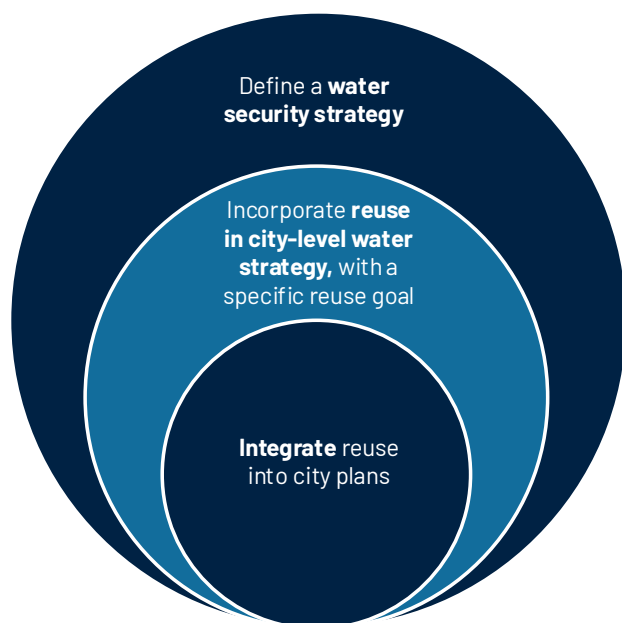 Define a water
security strategy
Incorporate reuse
in city-level water
strategy, with a
specific reuse goal
Integrate reuse
into city plans